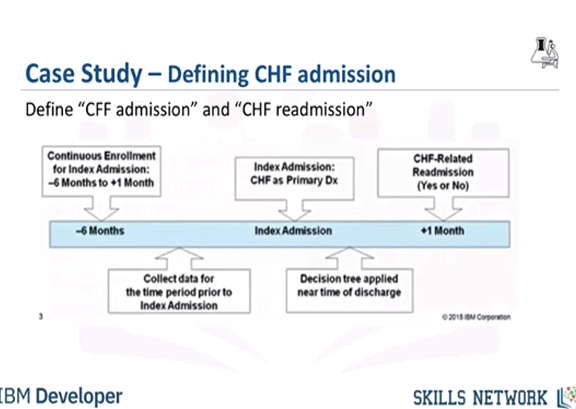 Case Study – Defining CHF admission
Define “CFF admission” and “CHF readmission”
Continuous Enrollment
for Index Admission:
–6 Months to +1 Month
Index Admission:
CHF as Primary Dx
CHF-Related
Readmission
(Yes or No)
–6 Months
Index Admission
+1 Month
Collect data for
the time period prior to
Index Admission
Decision tree applied
near time of discharge
3
© 2015 IBM Corporation
IBM Developer
SKILLS NETWORK